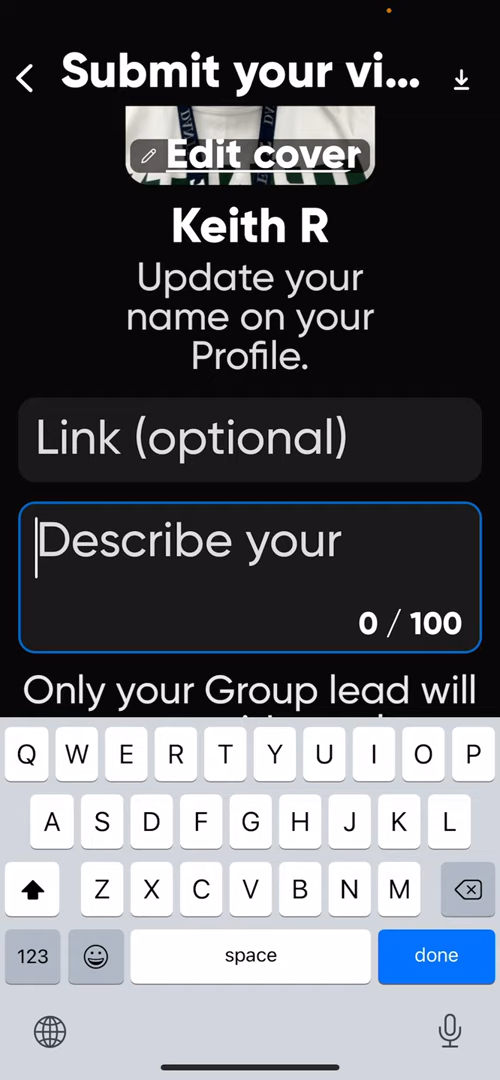 Submit your vi...
Edit cover
Keith R
Update your
name on your
Profile.
Link (optional)
Describe your
0 / 100
Only your Group lead will
Q W E R T Y U I O P
A S D F G H J K L
Z X C V B N M
123 space done